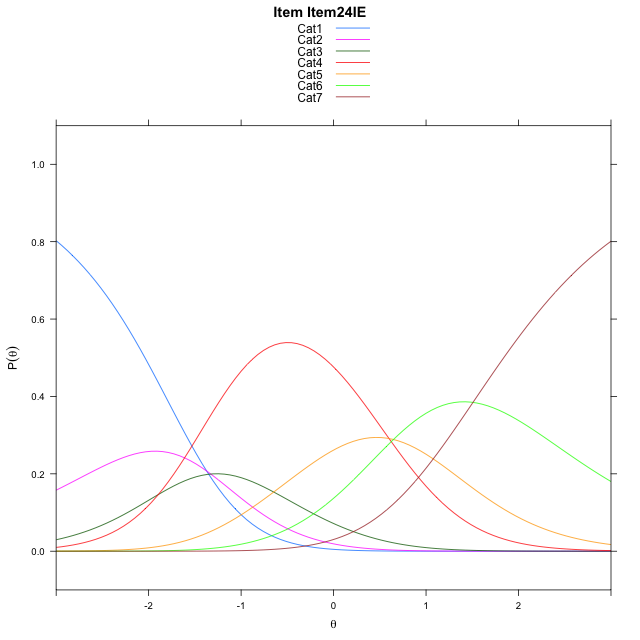 Item Item24IE
Cat1
Cat2
Cat3
Cat4
Cat5
Cat6
Cat7
1.0
0.8
0.6
0.4
0.2
0.0
P(θ)
-2 -1 0 1 2
θ